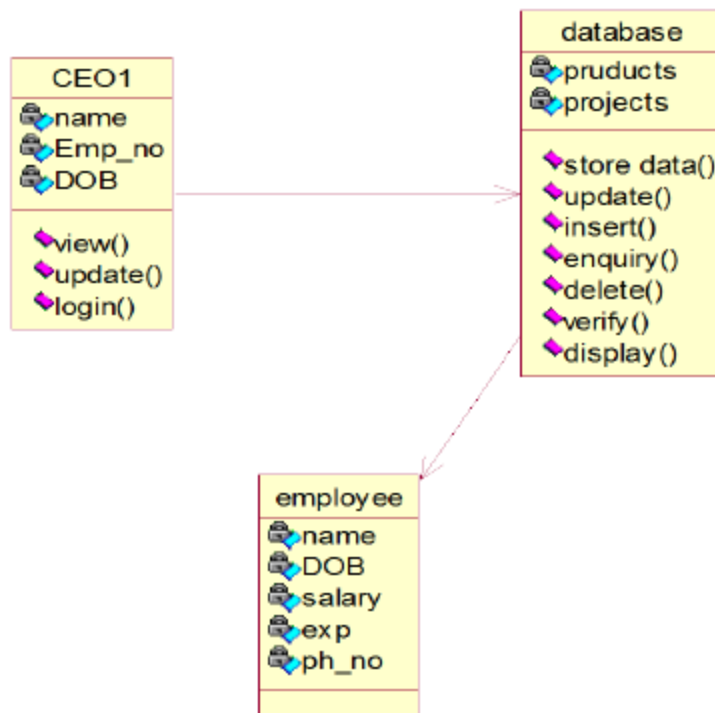 CEO1
name
Emp_no
DOB
view()
update()
login()
database
pruducts
projects
store data()
update()
insert()
enquiry()
delete()
verify()
display()
employee
name
DOB
salary
exp
ph_no